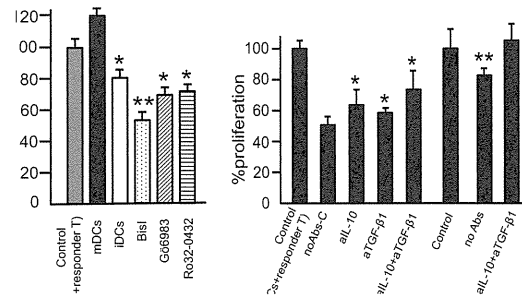 20
00
80
60
40
20
0
*
**
*
*
Control
+responder T)
mDCs
iDCs
BisI
Gö6983
Ro32-0432
%proliferation
100
80
60
40
20
0
*
*
*
**
Control
Cs+responder T)
noAbs-C
aIL-10
aTGF-β1
aIL-10+aTGF-β1
Control
no Abs
aIL-10+aTGF-β1